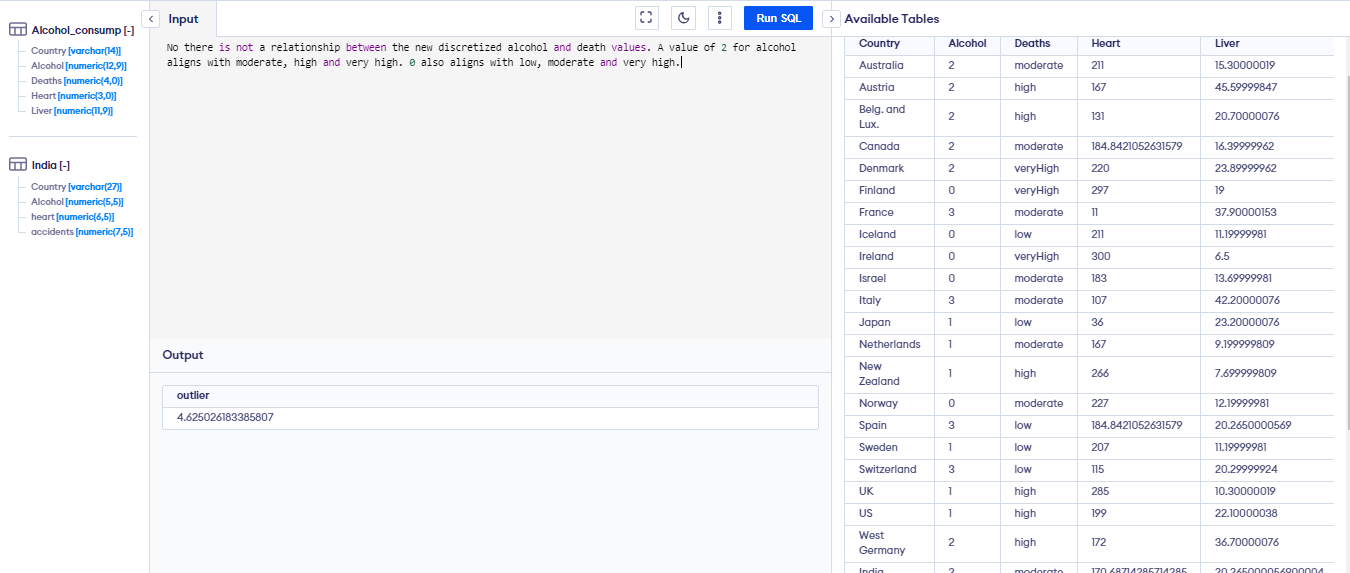 Alcohol_consump [-]
Country [varchar(14)]
Alcohol [numeric(12,9)]
Deaths [numeric(4,0)]
Heart [numeric(3,0)]
Liver [numeric(11,9)]
India [-]
Country [varchar(27)]
Alcohol [numeric(5,5)]
heart [numeric(6,5)]
accidents [numeric(7,5)]
Input
Run SQL
No there is not a relationship between the new discretized alcohol and death values. A value of 2 for alcohol
aligns with moderate, high and very high. 0 also aligns with low, moderate and very high.
Output
outlier
4.625026183385807
Available Tables
Country Alcohol Deaths Heart Liver
Australia 2 moderate 211 15.30000019
Austria 2 high 167 45.59999847
Belg. and
Lux. 2 high 131 20.70000076
Canada 2 moderate 184.8421052631579 16.39999962
Denmark 2 veryHigh 220 23.89999962
Finland 0 veryHigh 297 19
France 3 moderate 11 37.90000153
Iceland 0 low 211 11.19999981
Ireland 0 veryHigh 300 6.5
Israel 0 moderate 183 13.69999981
Italy 3 moderate 107 42.20000076
Japan 1 low 36 23.20000076
Netherlands 1 moderate 167 9.199999809
New
Zealand 1 high 266 7.699999809
Norway 0 moderate 227 12.19999981
Spain 3 low 184.8421052631579 20.2650000569
Sweden 1 low 207 11.19999981
Switzerland 3 low 115 20.29999924
UK 1 high 285 10.30000019
US 1 high 199 22.10000038
West
Germany 2 high 172 36.70000076
India 2 moderate 170.68714285714285 20.265000056900004